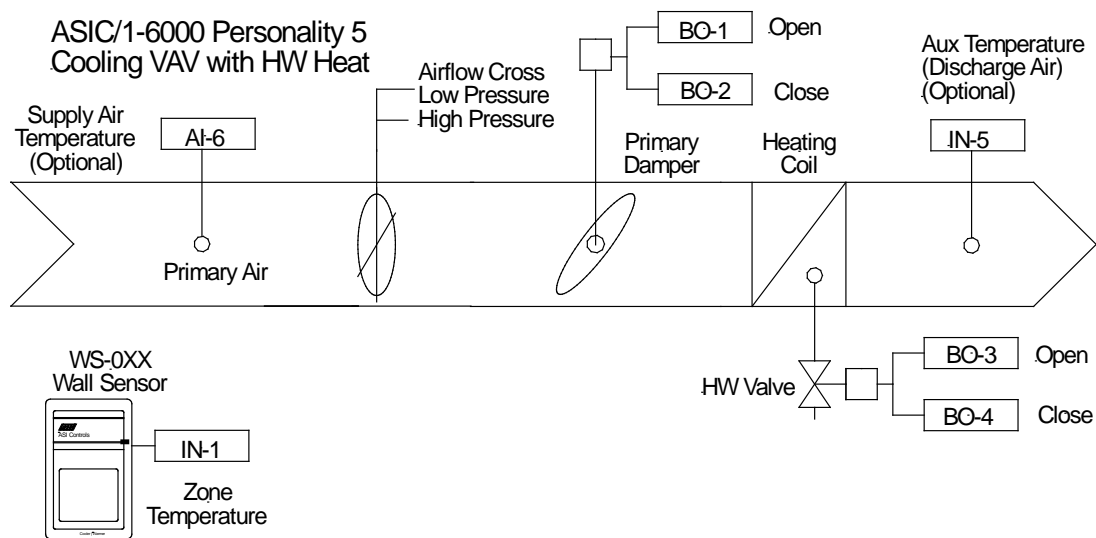 ASIC/1-6000 Personality 5
Cooling VAV with HW Heat
BO-1
Open
BO-2
Close
Airflow Cross
Low Pressure
High Pressure
Aux Temperature
(Discharge Air)
(Optional)
IN-5
Supply Air
Temperature
(Optional)
AI-6
Primary
Damper
Heating
Coil
Primary Air
HW Valve
BO-3
Open
BO-4
Close
WS-0XX
Wall Sensor
ASI Controls
IN-1
Zone
Temperature